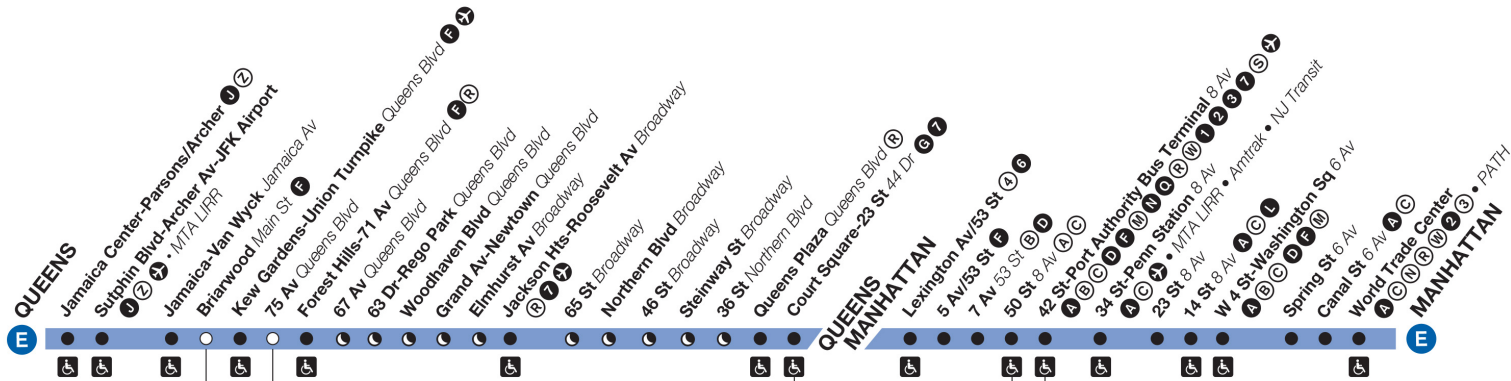 E
QUEENS
Jamaica Center-Parsons/Archer J Z
Sutphin Blvd-Archer Av-JFK Airport
J Z • MTA LIRR
Jamaica-Van Wyck Jamaica Av
Briarwood Main St F
Kew Gardens-Union Turnpike Queens Blvd F
75 Av Queens Blvd
Forest Hills-71 Av Queens Blvd F R
67 Av Queens Blvd
63 Dr-Rego Park Queens Blvd
Woodhaven Blvd Queens Blvd
Grand Av-Newtown Queens Blvd
Elmhurst Av Broadway
Jackson Hts-Roosevelt Av Broadway
R 7
65 St Broadway
Northern Blvd Broadway
46 St Broadway
Steinway St Broadway
36 St Northern Blvd
Queens Plaza Queens Blvd R
Court Square-23 St 44 Dr G 7
QUEENS
MANHATTAN
Lexington Av/53 St 4 6
5 Av/53 St F
7 Av 53 St B D
50 St 8 Av A C
42 St-Port Authority Bus Terminal 8 Av
A B C D F M N Q R W 1 2 3 7 S
34 St-Penn Station 8 Av
A C • MTA LIRR • Amtrak • NJ Transit
23 St 8 Av
14 St 8 Av A C L
W 4 St-Washington Sq 6 Av
A B C D F M
Spring St 6 Av
Canal St 6 Av A C
World Trade Center
A C N R W 2 3 • PATH
MANHATTAN
E